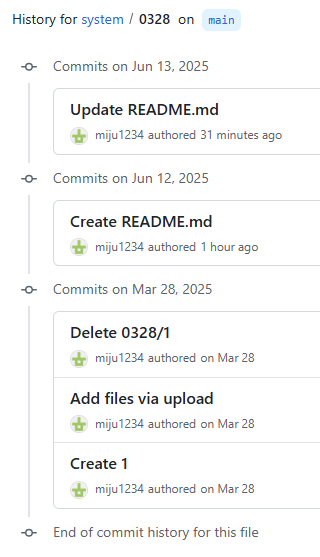 History for system / 0328 on main
Commits on Jun 13, 2025
Update README.md
miju1234 authored 31 minutes ago
Commits on Jun 12, 2025
Create README.md
miju1234 authored 1 hour ago
Commits on Mar 28, 2025
Delete 0328/1
miju1234 authored on Mar 28
Add files via upload
miju1234 authored on Mar 28
Create 1
miju1234 authored on Mar 28
End of commit history for this file